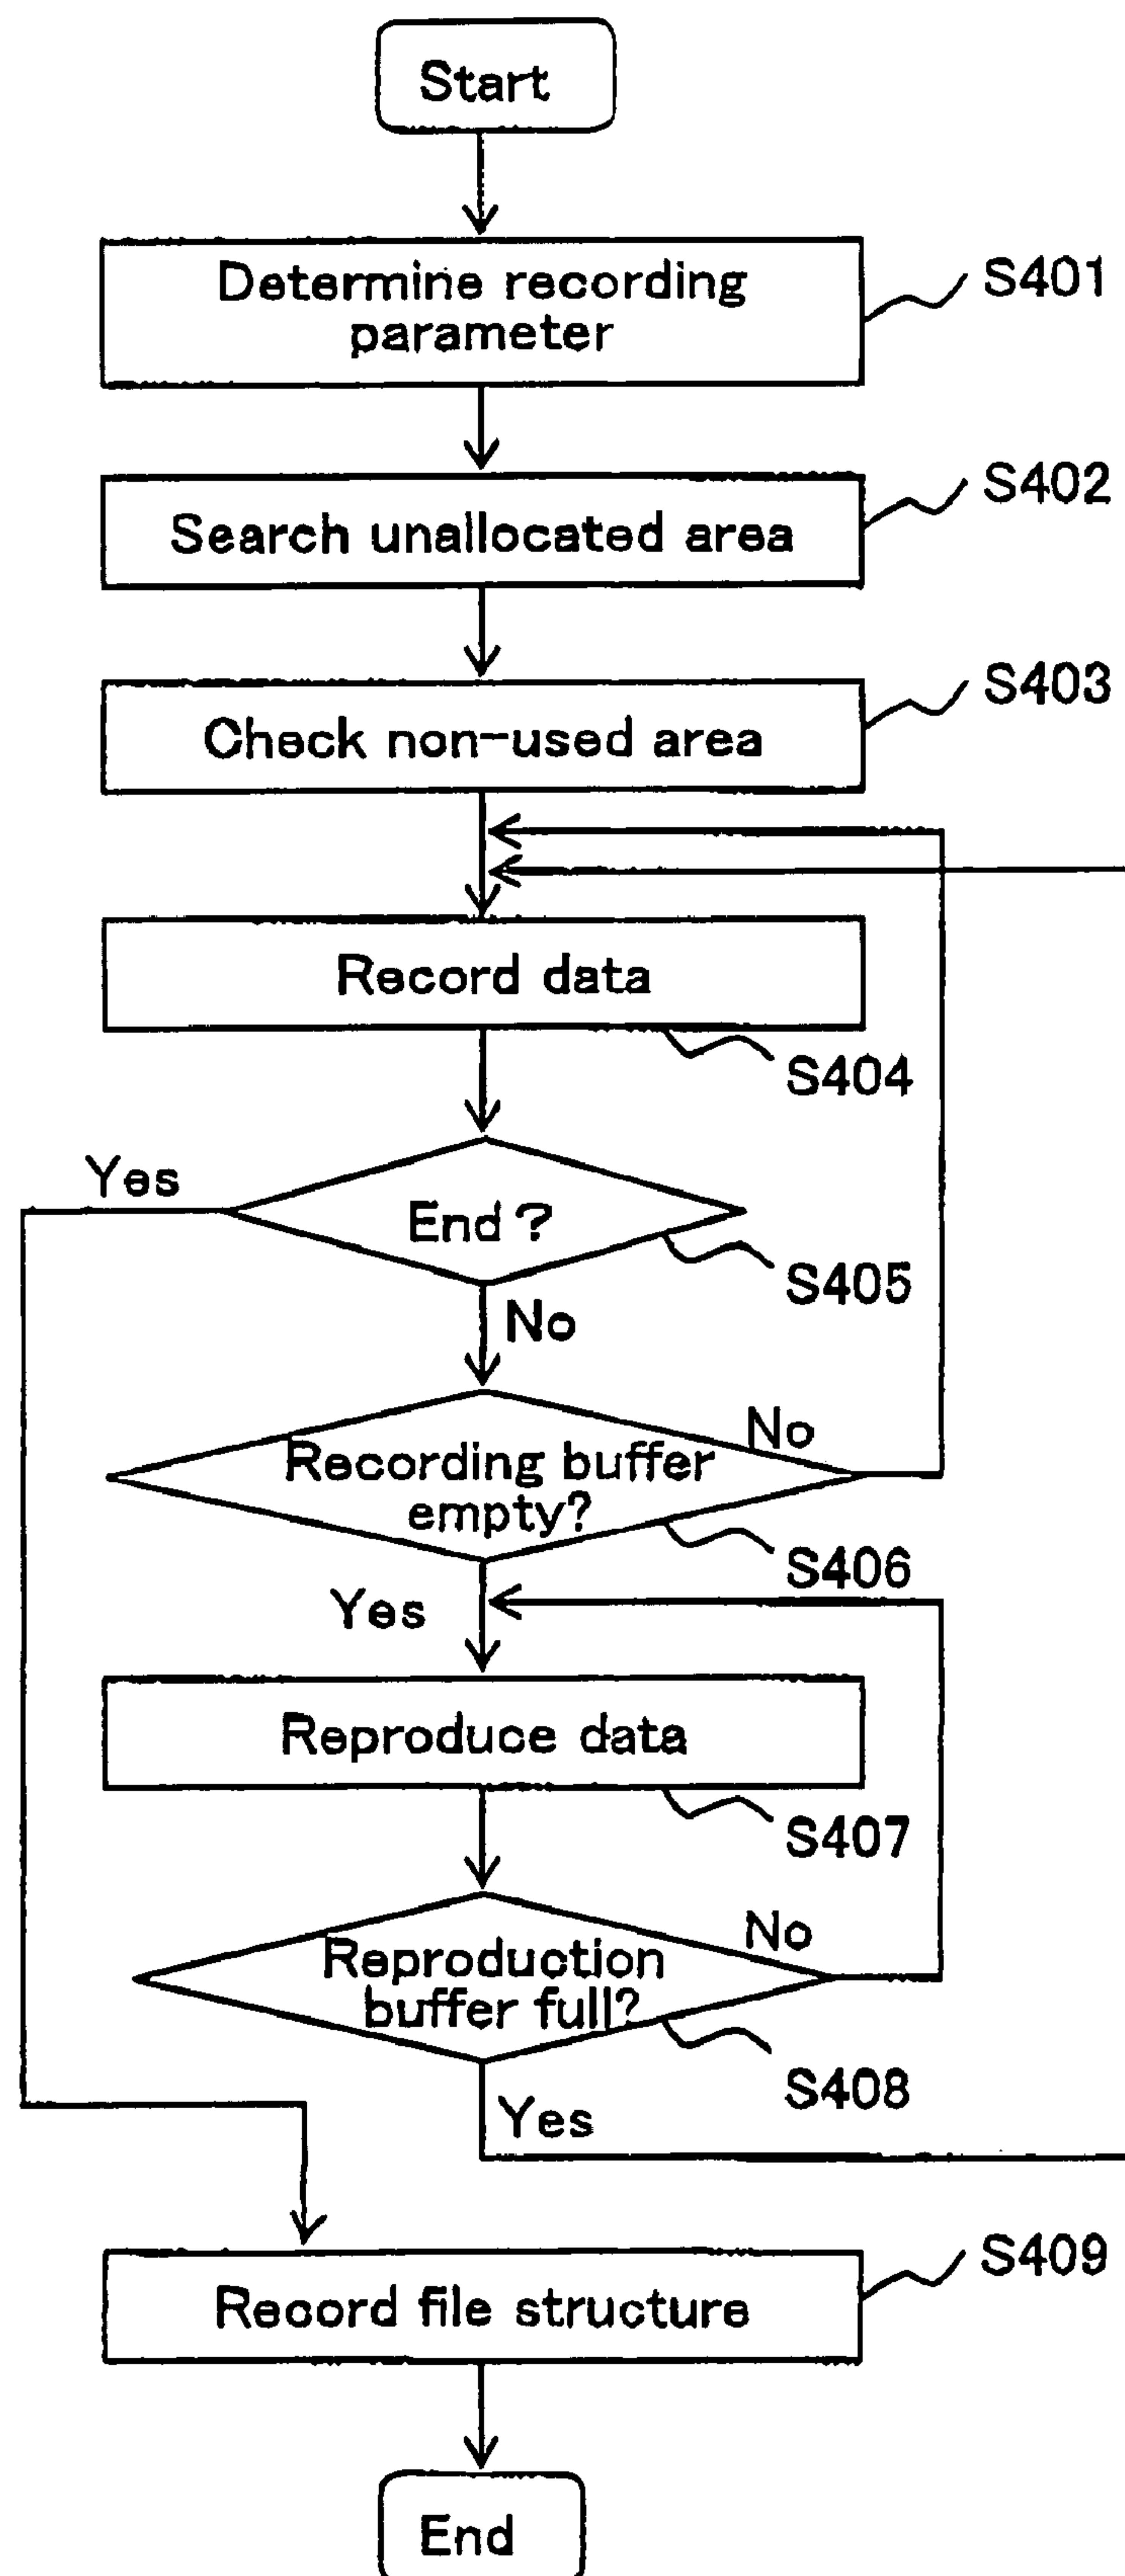 Start
Determine recording
parameter
S401
Search unallocated area
S402
Check non-used area
S403
Record data
S404
Yes
End?
S405
No
No
Recording buffer
empty?
S406
Yes
Reproduce data
S407
No
Reproduction
buffer full?
S408
Yes
S409
Record file structure
End